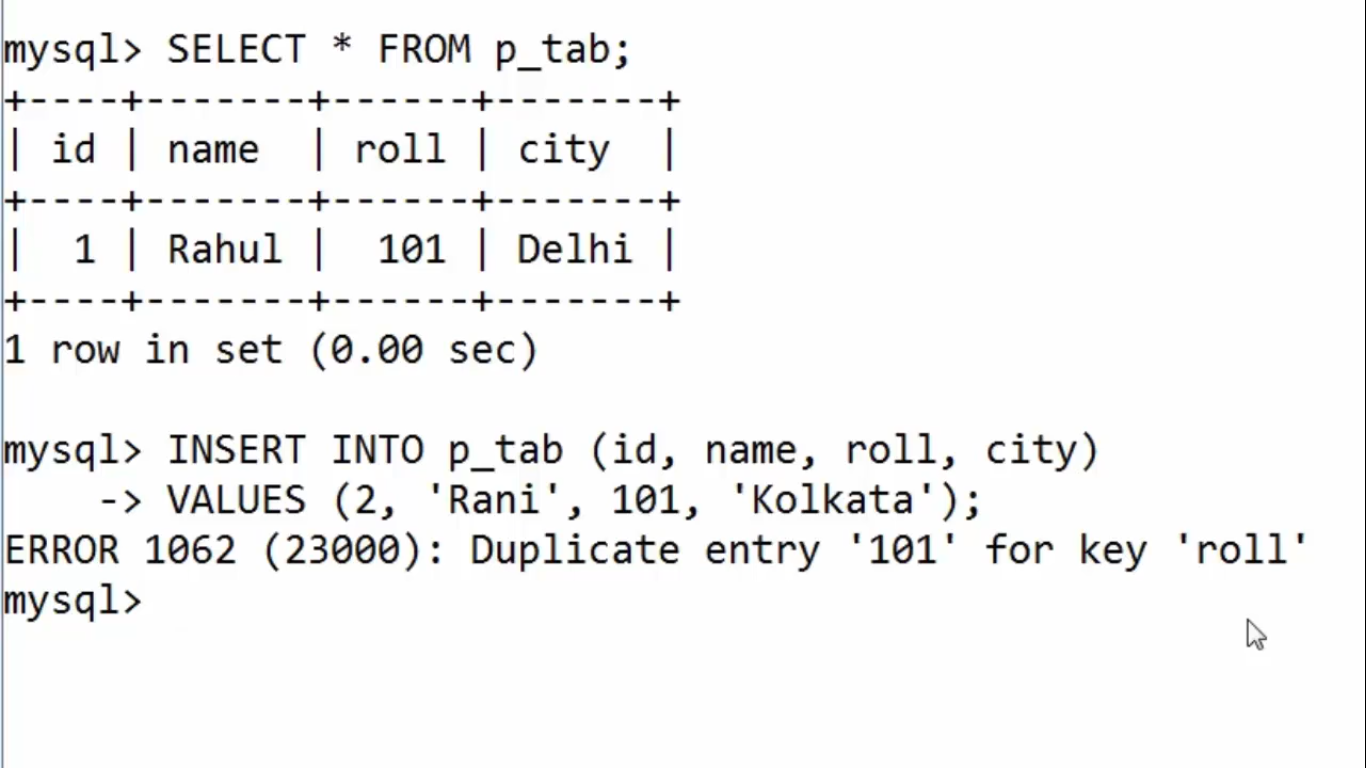 mysql> SELECT * FROM p_tab;
+----+-------+------+-------+
| id | name  | roll | city  |
+----+-------+------+-------+
|  1 | Rahul |  101 | Delhi |
+----+-------+------+-------+
1 row in set (0.00 sec)

mysql> INSERT INTO p_tab (id, name, roll, city)
    -> VALUES (2, 'Rani', 101, 'Kolkata');
ERROR 1062 (23000): Duplicate entry '101' for key 'roll'
mysql>